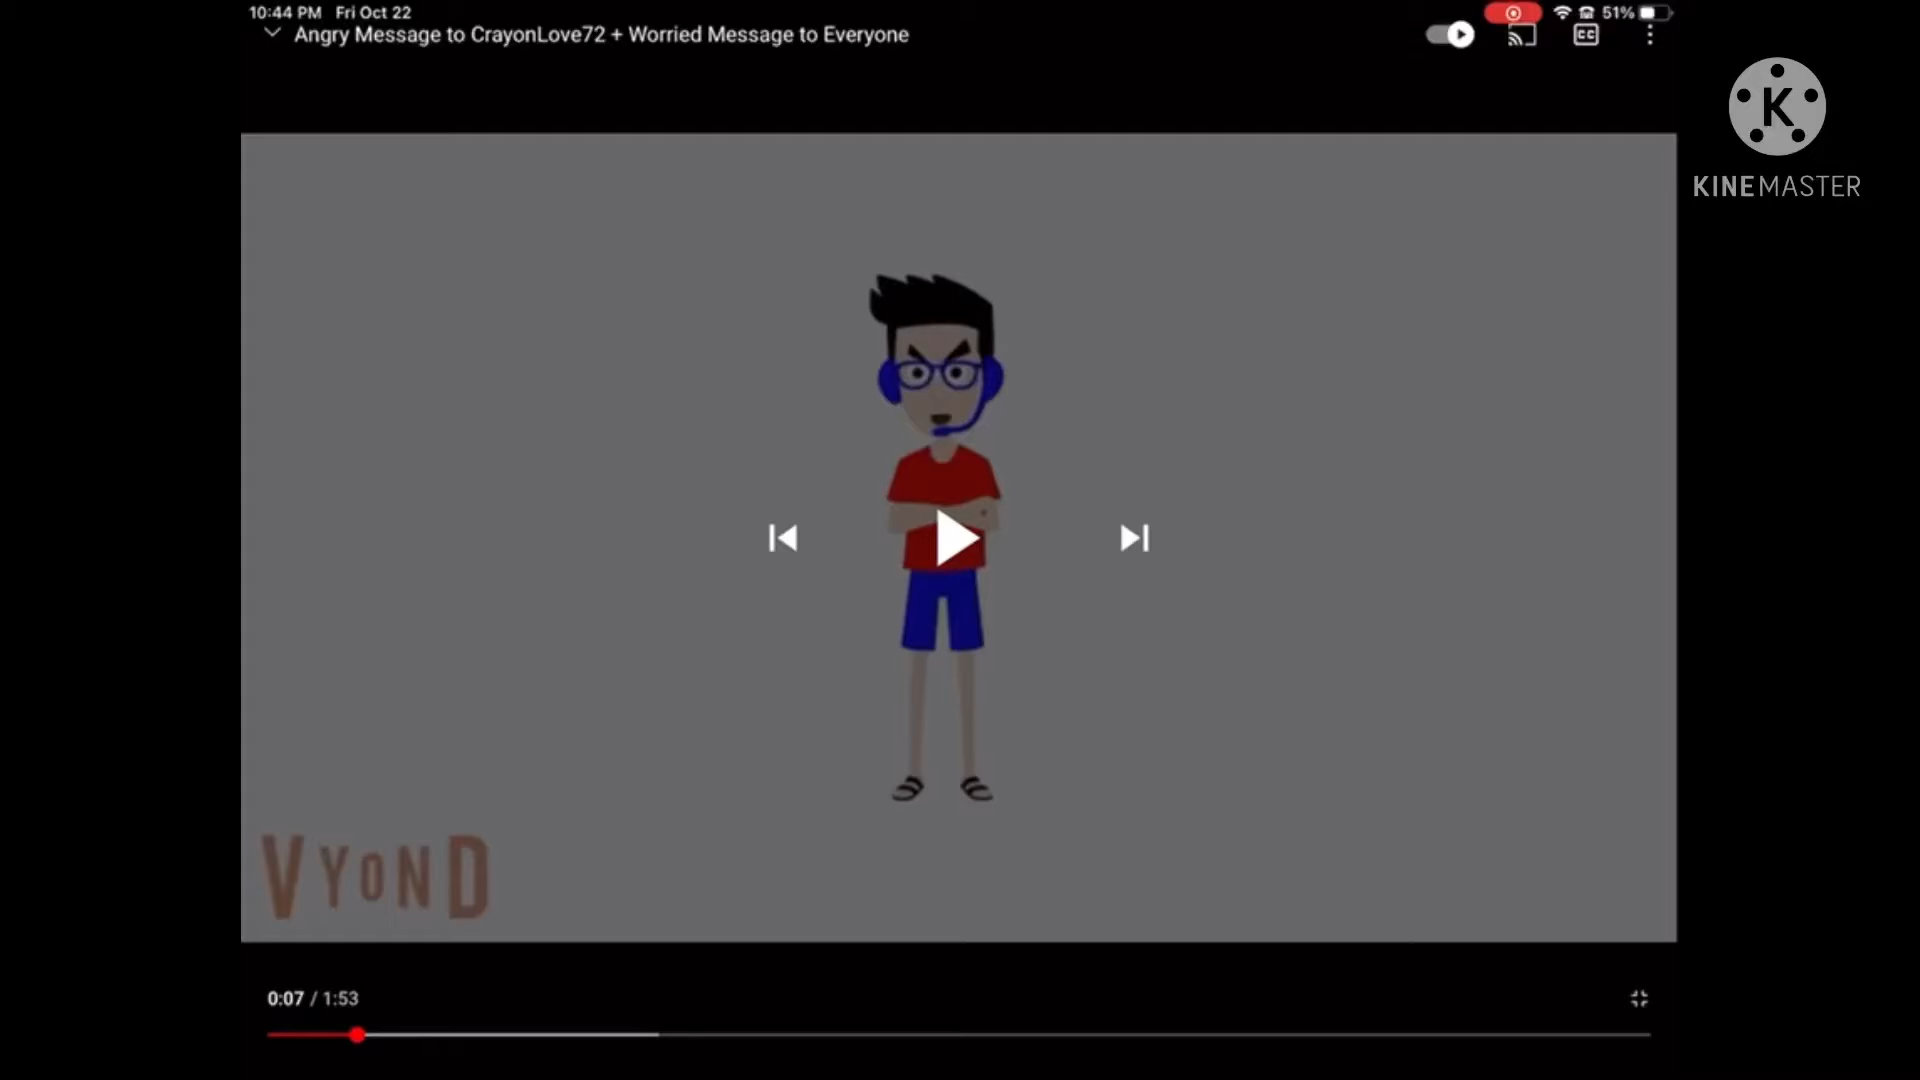 10:44 PM Fri Oct 22
51%
Angry Message to CrayonLove72 + Worried Message to Everyone
CC
K
KINEMASTER
VYOND
0:07 / 1:53